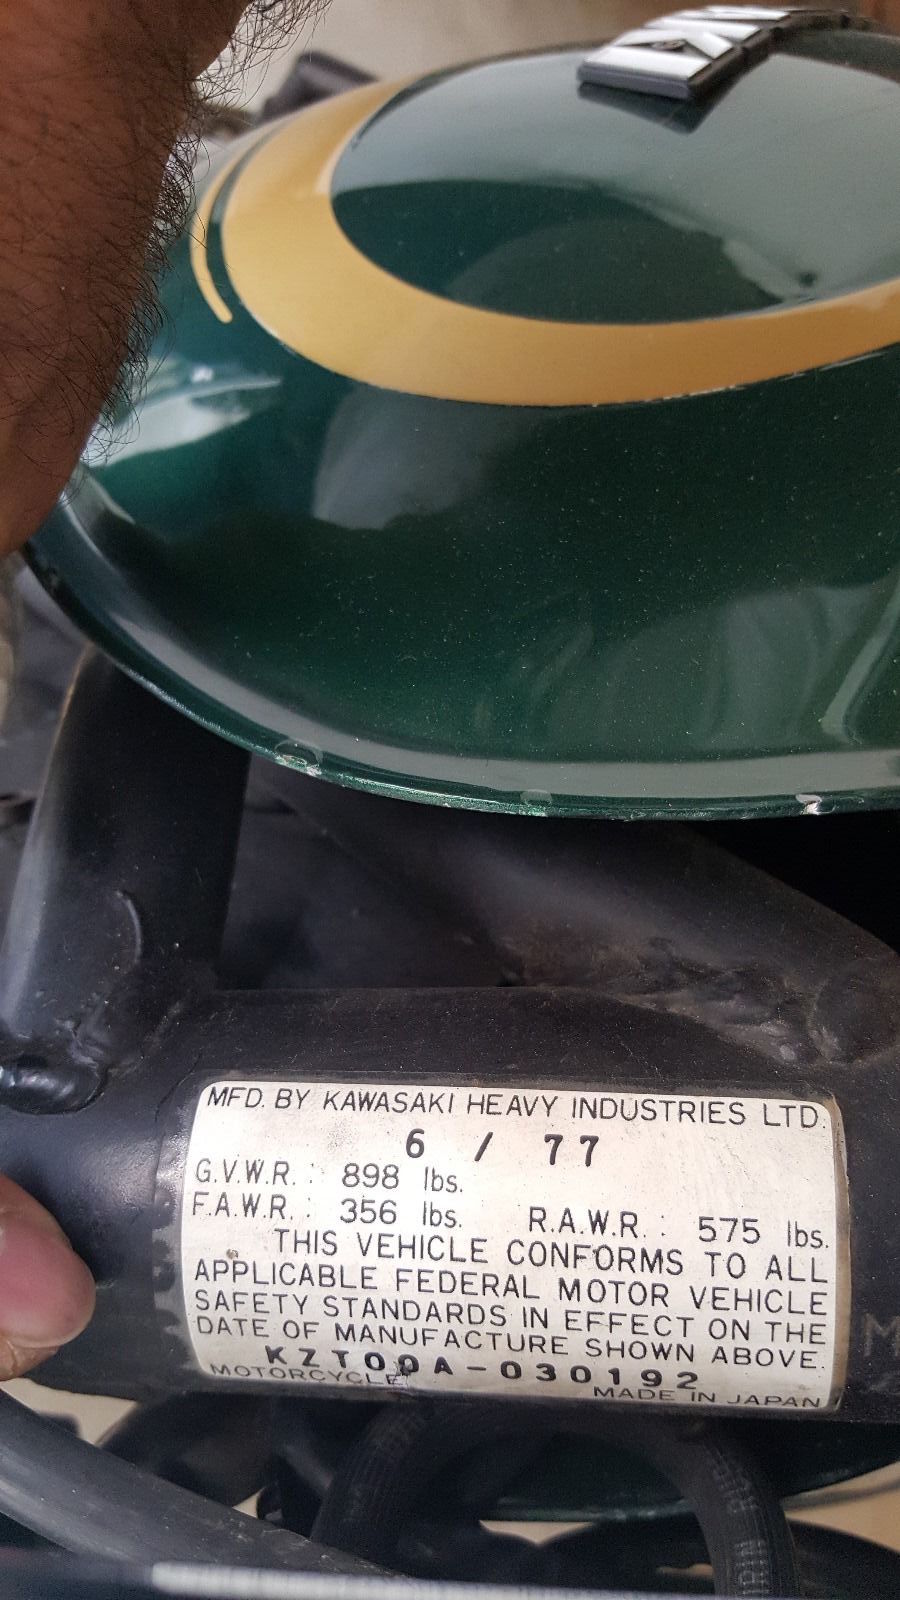 MFD. BY KAWASAKI HEAVY INDUSTRIES LTD.
6 / 77
G.V.W.R.: 898 lbs.
F.A.W.R.: 356 lbs. R.A.W.R.: 575 lbs.
THIS VEHICLE CONFORMS TO ALL
APPLICABLE FEDERAL MOTOR VEHICLE
SAFETY STANDARDS IN EFFECT ON THE
DATE OF MANUFACTURE SHOWN ABOVE.
KZT00A-030192
MOTORCYCLE MADE IN JAPAN